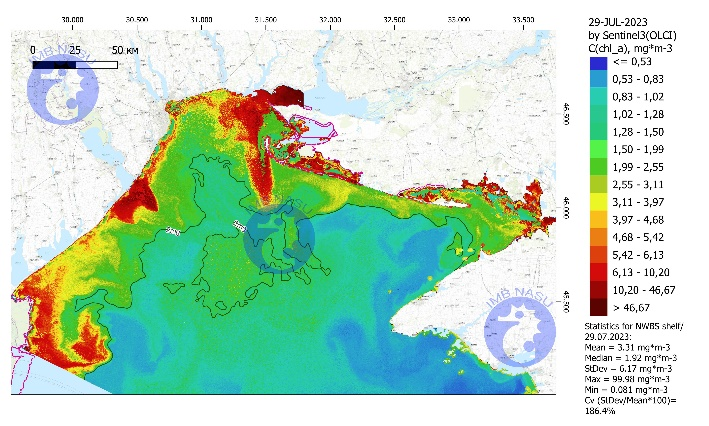 30.000 30.500 31.000 31.500 32.000 32.500 33.000 33.500
0 25 50 KM
IMB NASU
46.500
46.000
45.500
IMB NASU
29-JUL-2023
by Sentinel3(OLCI)
C(chl_a), mg*m-3
<= 0,53
0,53 - 0,83
0,83 - 1,02
1,02 - 1,28
1,28 - 1,50
1,50 - 1,99
1,99 - 2,55
2,55 - 3,11
3,11 - 3,97
3,97 - 4,68
4,68 - 5,42
5,42 - 6,13
6,13 - 10,20
10,20 - 46,67
> 46,67
Statistics for NWBS shelf/
29.07.2023:
Mean = 3.31 mg*m-3
Median = 1.92 mg*m-3
StDev = 6.17 mg*m-3
Max = 99.98 mg*m-3
Min = 0.081 mg*m-3
Cv (StDev/Mean*100)=
186.4%